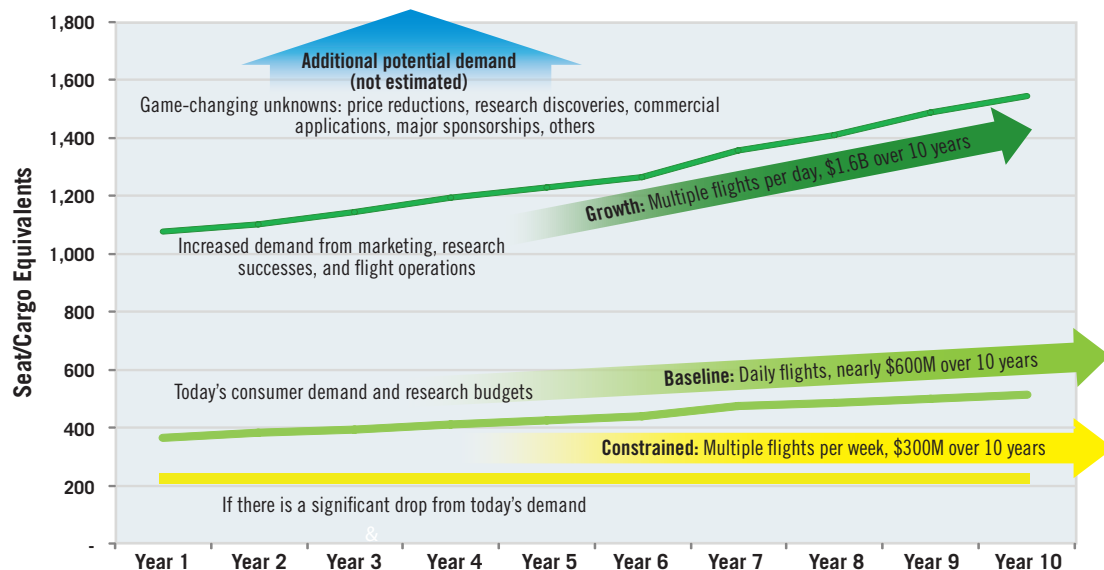 1,800
1,600
1,400
1,200
1,000
800
600
400
200
-
Seat/Cargo Equivalents
Additional potential demand
(not estimated)
Game-changing unknowns: price reductions, research discoveries, commercial
applications, major sponsorships, others
Growth: Multiple flights per day, $1.6B over 10 years
Increased demand from marketing, research
successes, and flight operations
Baseline: Daily flights, nearly $600M over 10 years
Today's consumer demand and research budgets
Constrained: Multiple flights per week, $300M over 10 years
If there is a significant drop from today's demand
&
Year 1 Year 2 Year 3 Year 4 Year 5 Year 6 Year 7 Year 8 Year 9 Year 10